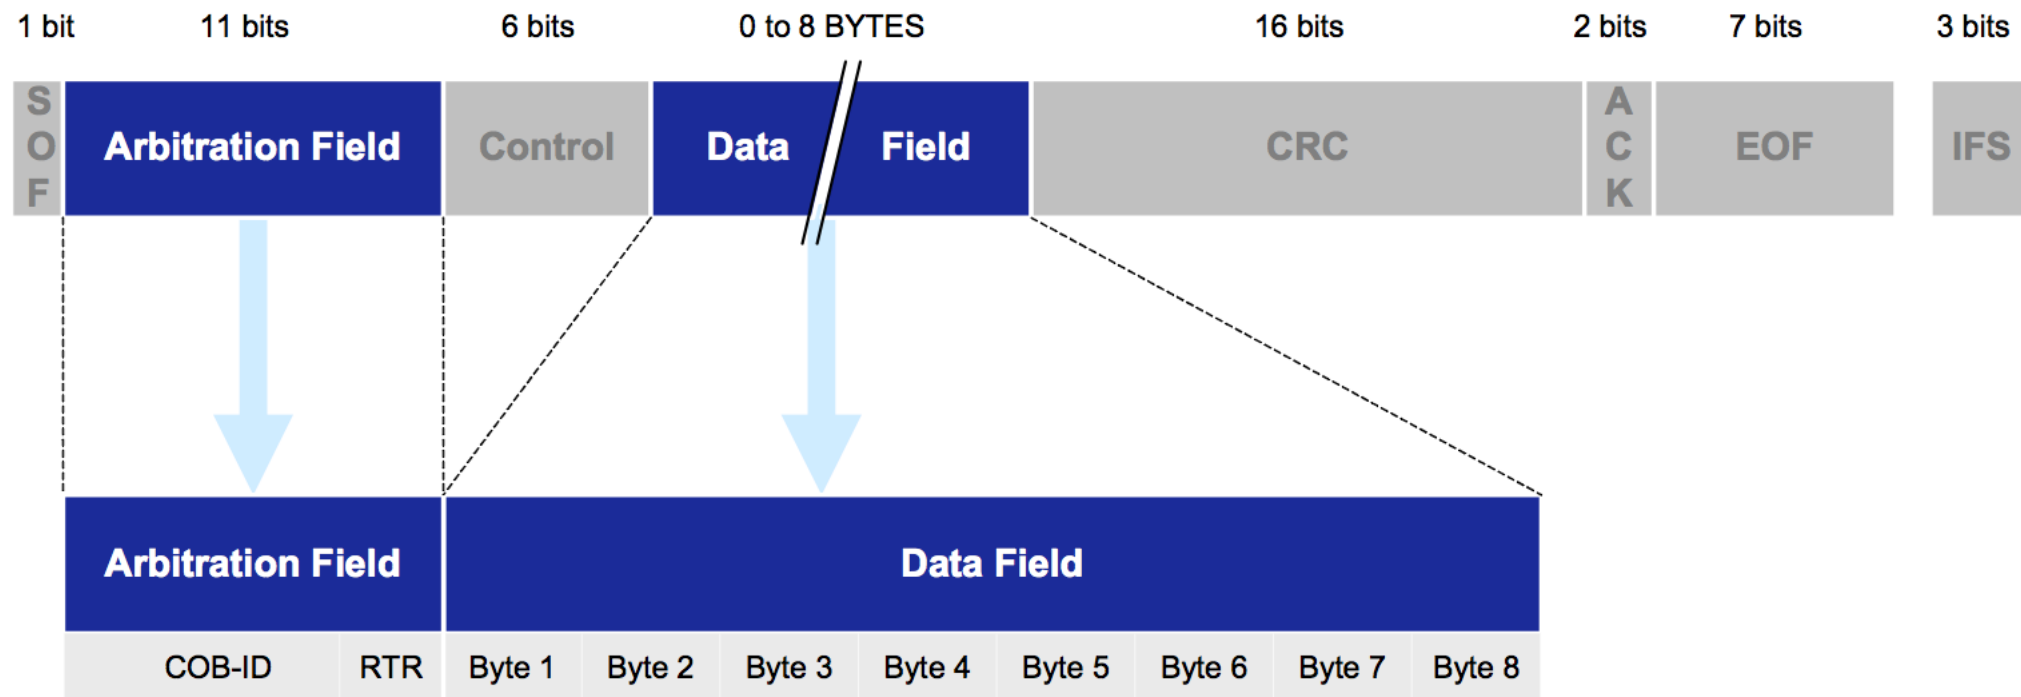 1 bit 11 bits 6 bits 0 to 8 BYTES 16 bits 2 bits 7 bits 3 bits
SOF Arbitration Field Control Data Field CRC ACK EOF IFS
Arbitration Field Data Field
COB-ID RTR Byte 1 Byte 2 Byte 3 Byte 4 Byte 5 Byte 6 Byte 7 Byte 8